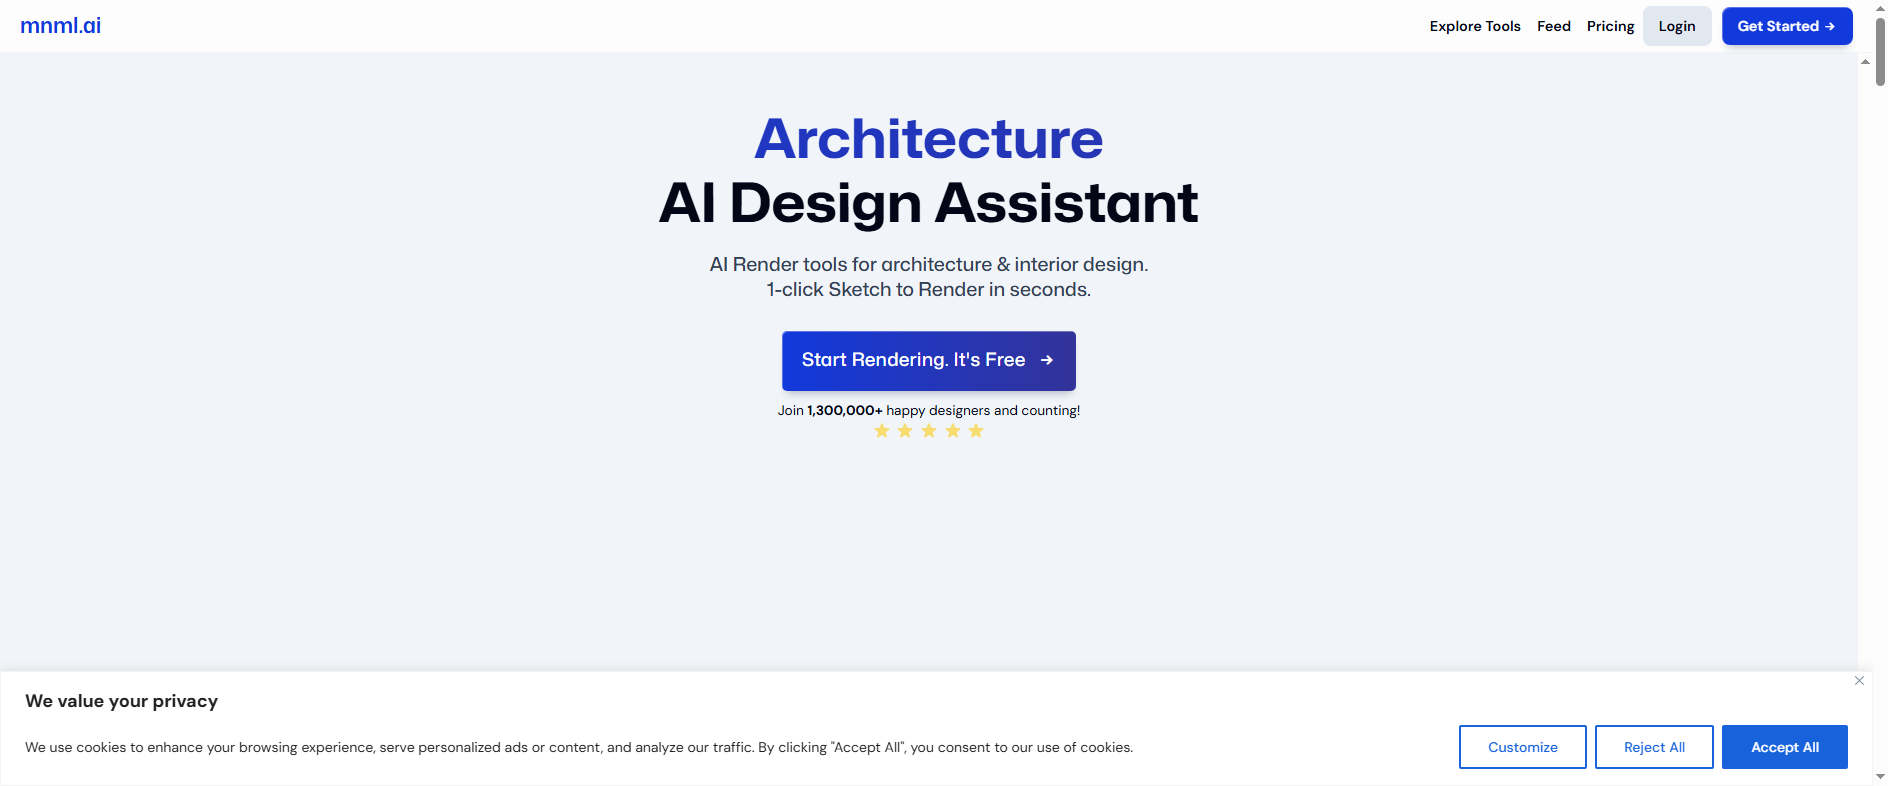 mnml.ai
Explore Tools
Feed
Pricing
Login
Get Started →
Architecture
AI Design Assistant
AI Render tools for architecture & interior design.
1-click Sketch to Render in seconds.
Start Rendering. It's Free →
Join 1,300,000+ happy designers and counting!
We value your privacy
We use cookies to enhance your browsing experience, serve personalized ads or content, and analyze our traffic. By clicking "Accept All", you consent to our use of cookies.
Customize
Reject All
Accept All